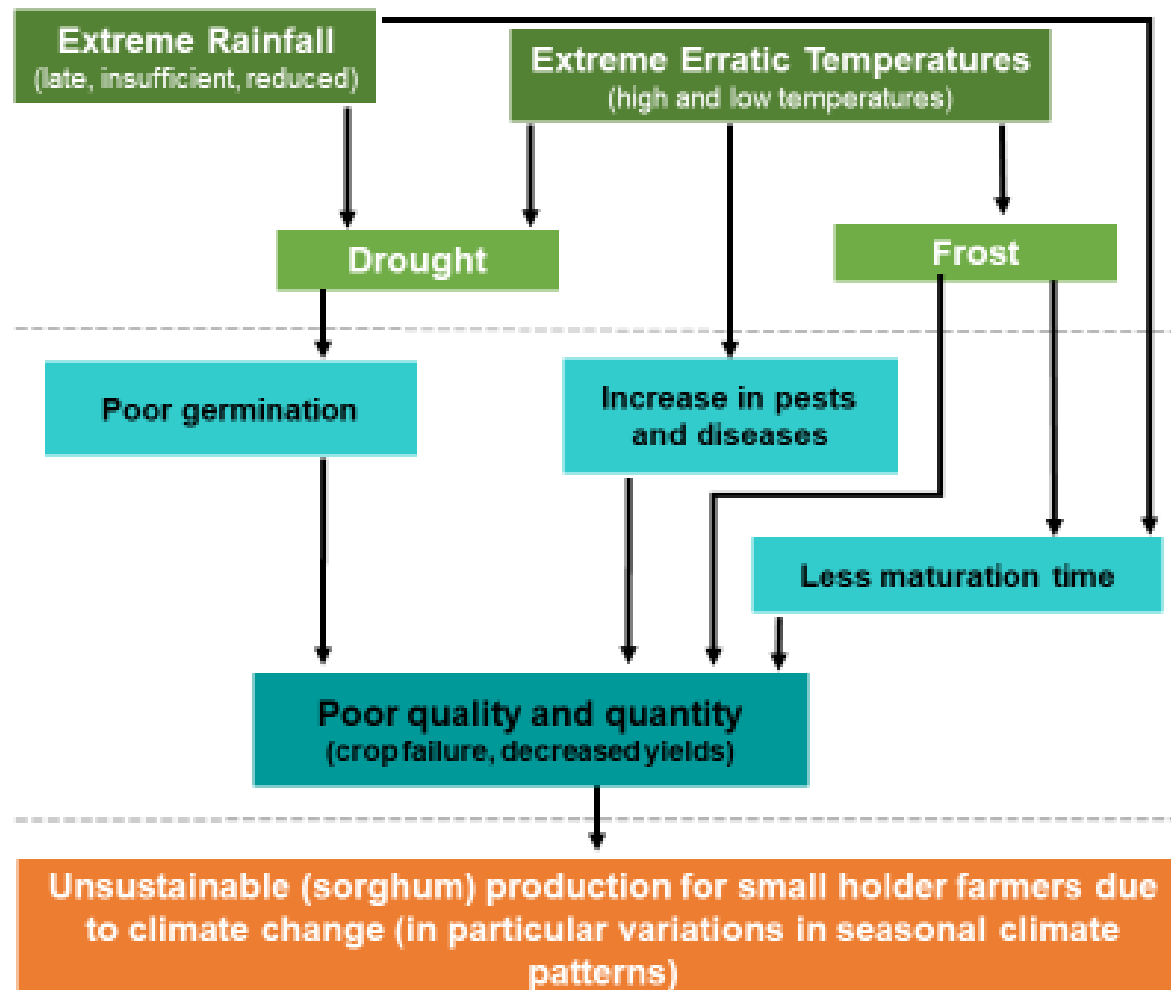 Extreme Rainfall
(late, insufficient, reduced)
Extreme Erratic Temperatures
(high and low temperatures)
Drought
Frost
Poor germination
Increase in pests
and diseases
Less maturation time
Poor quality and quantity
(crop failure, decreased yields)
Unsustainable (sorghum) production for small holder farmers due
to climate change (in particular variations in seasonal climate
patterns)